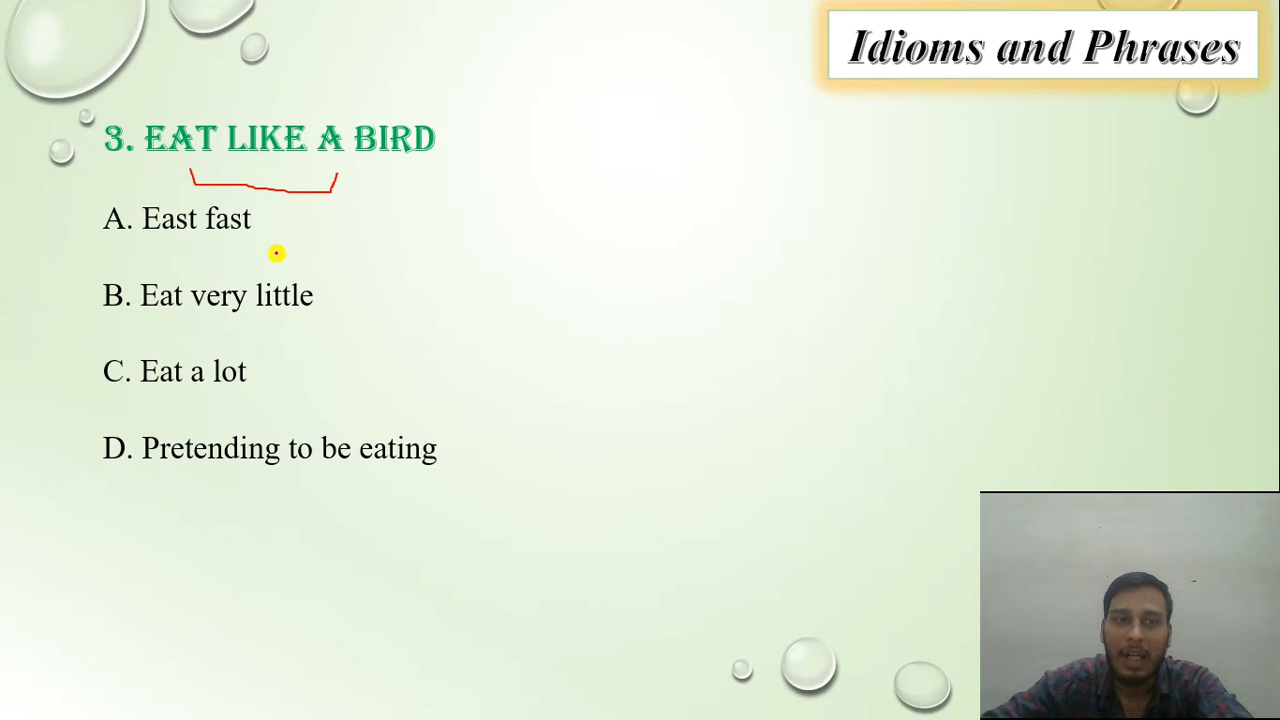 Idioms and Phrases
3. EAT LIKE A BIRD
A. East fast
B. Eat very little
C. Eat a lot
D. Pretending to be eating